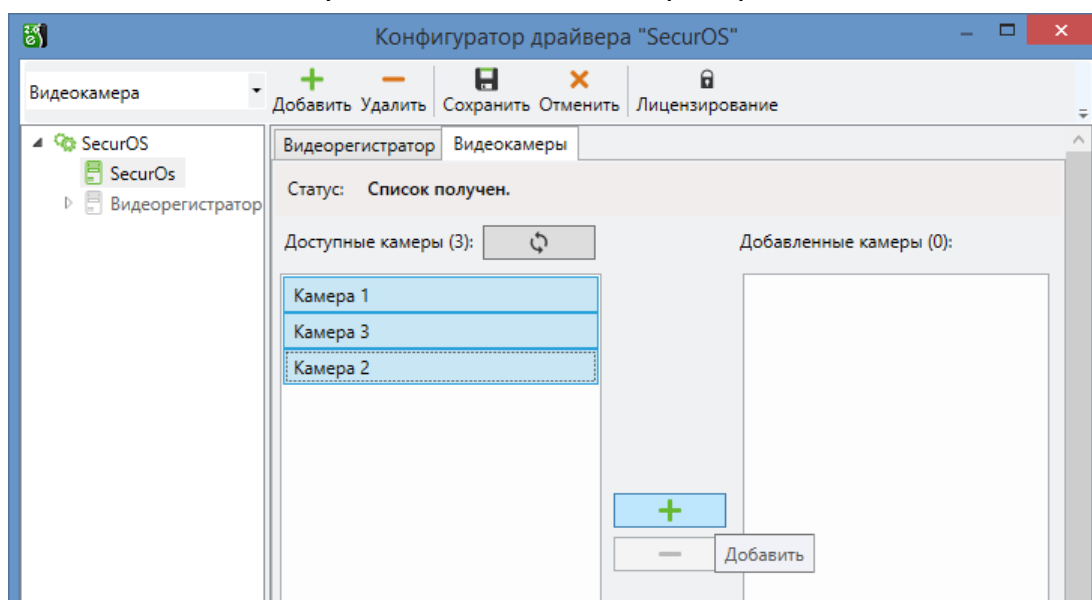 Конфигуратор драйвера "SecurOS"
Видеокамера
Добавить Удалить Сохранить Отменить Лицензирование
SecurOS
SecurOs
Видеорегистратор
Видеорегистратор Видеокамеры
Статус: Список получен.
Доступные камеры (3):
Добавленные камеры (0):
Камера 1
Камера 3
Камера 2
Добавить